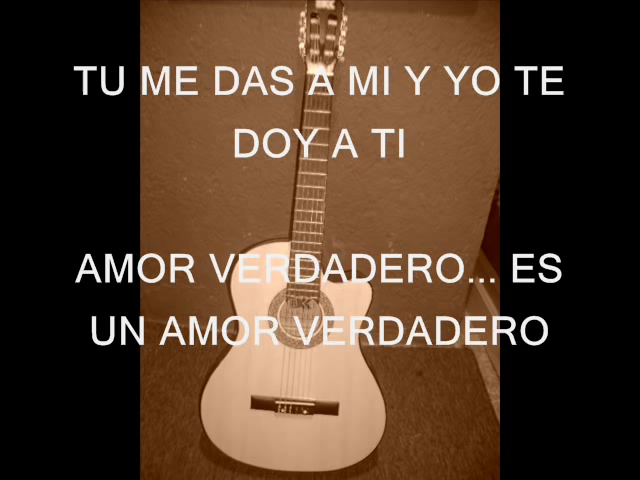 TU ME DAS A MI Y YO TE
DOY A TI
AMOR VERDADERO... ES
UN AMOR VERDADERO